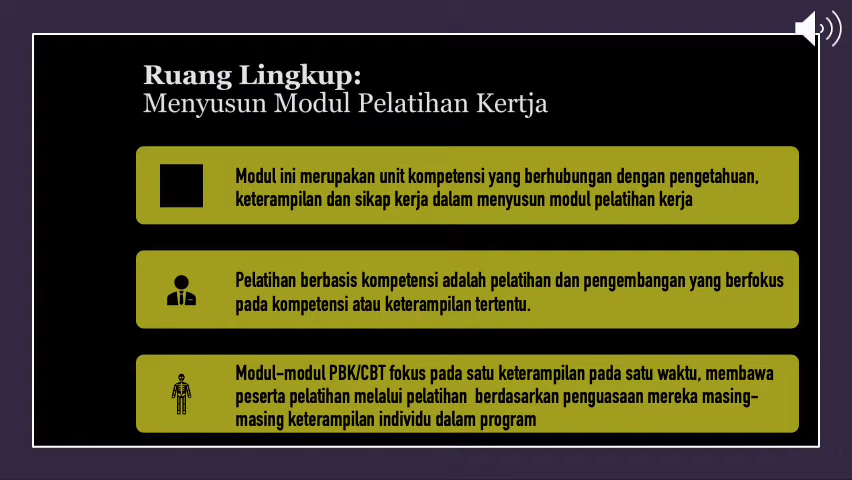 Ruang Lingkup:
Menyusun Modul Pelatihan Kertja
Modul ini merupakan unit kompetensi yang berhubungan dengan pengetahuan,
keterampilan dan sikap kerja dalam menyusun modul pelatihan kerja
Pelatihan berbasis kompetensi adalah pelatihan dan pengembangan yang berfokus
pada kompetensi atau keterampilan tertentu.
Modul-modul PBK/CBT fokus pada satu keterampilan pada satu waktu, membawa
peserta pelatihan melalui pelatihan berdasarkan penguasaan mereka masing-
masing keterampilan individu dalam program